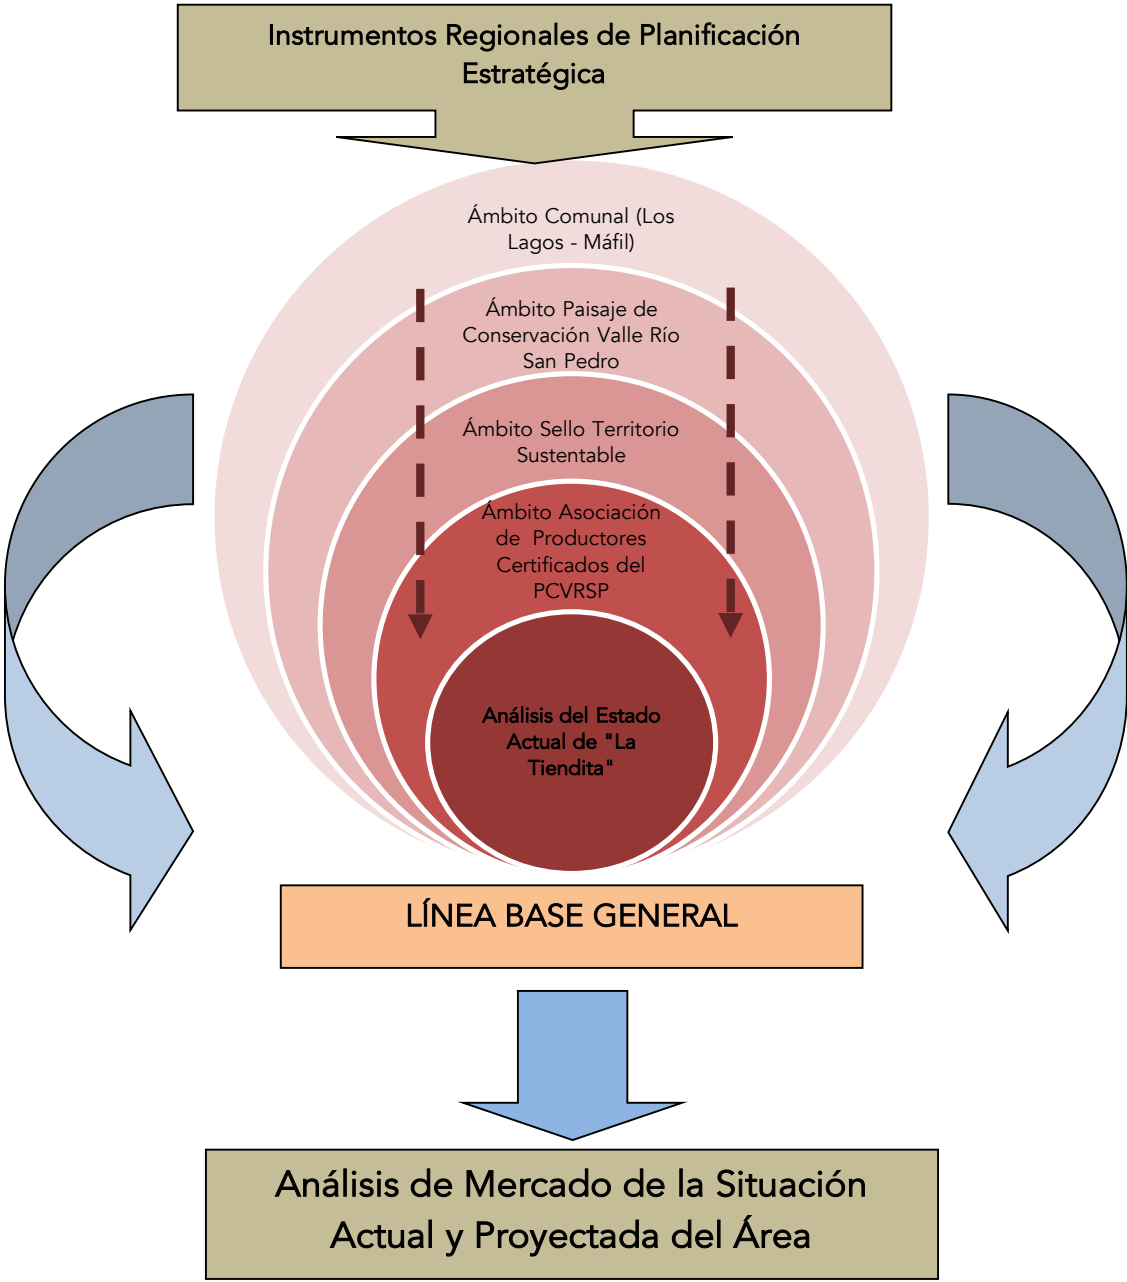 Instrumentos Regionales de Planificación
Estratégica
Ámbito Comunal (Los
Lagos - Máfil)
Ámbito Paisaje de
Conservación Valle Río
San Pedro
Ámbito Sello Territorio
Sustentable
Ámbito Asociación
de Productores
Certificados del
PCVRSP
Análisis del Estado
Actual de "La
Tiendita"
LÍNEA BASE GENERAL
Análisis de Mercado de la Situación
Actual y Proyectada del Área